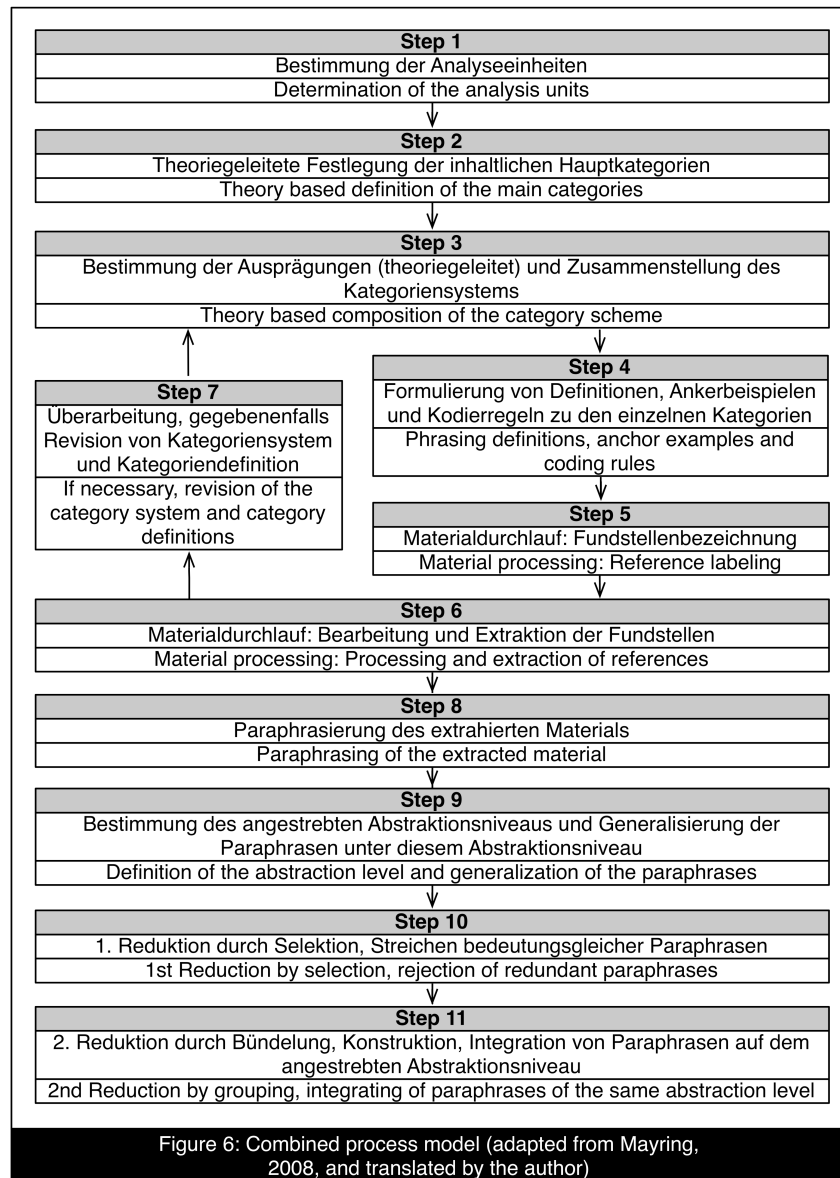 Step 1
Bestimmung der Analyseeinheiten
Determination of the analysis units
Step 2
Theoriegeleitete Festlegung der inhaltlichen Hauptkategorien
Theory based definition of the main categories
Step 3
Bestimmung der Ausprägungen (theoriegeleitet) und Zusammenstellung des
Kategoriensystems
Theory based composition of the category scheme
Step 4
Formulierung von Definitionen, Ankerbeispielen
und Kodierregeln zu den einzelnen Kategorien
Phrasing definitions, anchor examples and
coding rules
Step 5
Materialdurchlauf: Fundstellenbezeichnung
Material processing: Reference labeling
Step 6
Materialdurchlauf: Bearbeitung und Extraktion der Fundstellen
Material processing: Processing and extraction of references
Step 7
Überarbeitung, gegebenenfalls
Revision von Kategoriensystem
und Kategoriendefinition
If necessary, revision of the
category system and category
definitions
Step 8
Paraphrasierung des extrahierten Materials
Paraphrasing of the extracted material
Step 9
Bestimmung des angestrebten Abstraktionsniveaus und Generalisierung der
Paraphrasen unter diesem Abstraktionsniveau
Definition of the abstraction level and generalization of the paraphrases
Step 10
1. Reduktion durch Selektion, Streichen bedeutungsgleicher Paraphrasen
1st Reduction by selection, rejection of redundant paraphrases
Step 11
2. Reduktion durch Bündelung, Konstruktion, Integration von Paraphrasen auf dem
angestrebten Abstraktionsniveau
2nd Reduction by grouping, integrating of paraphrases of the same abstraction level
Figure 6: Combined process model (adapted from Mayring,
2008, and translated by the author)